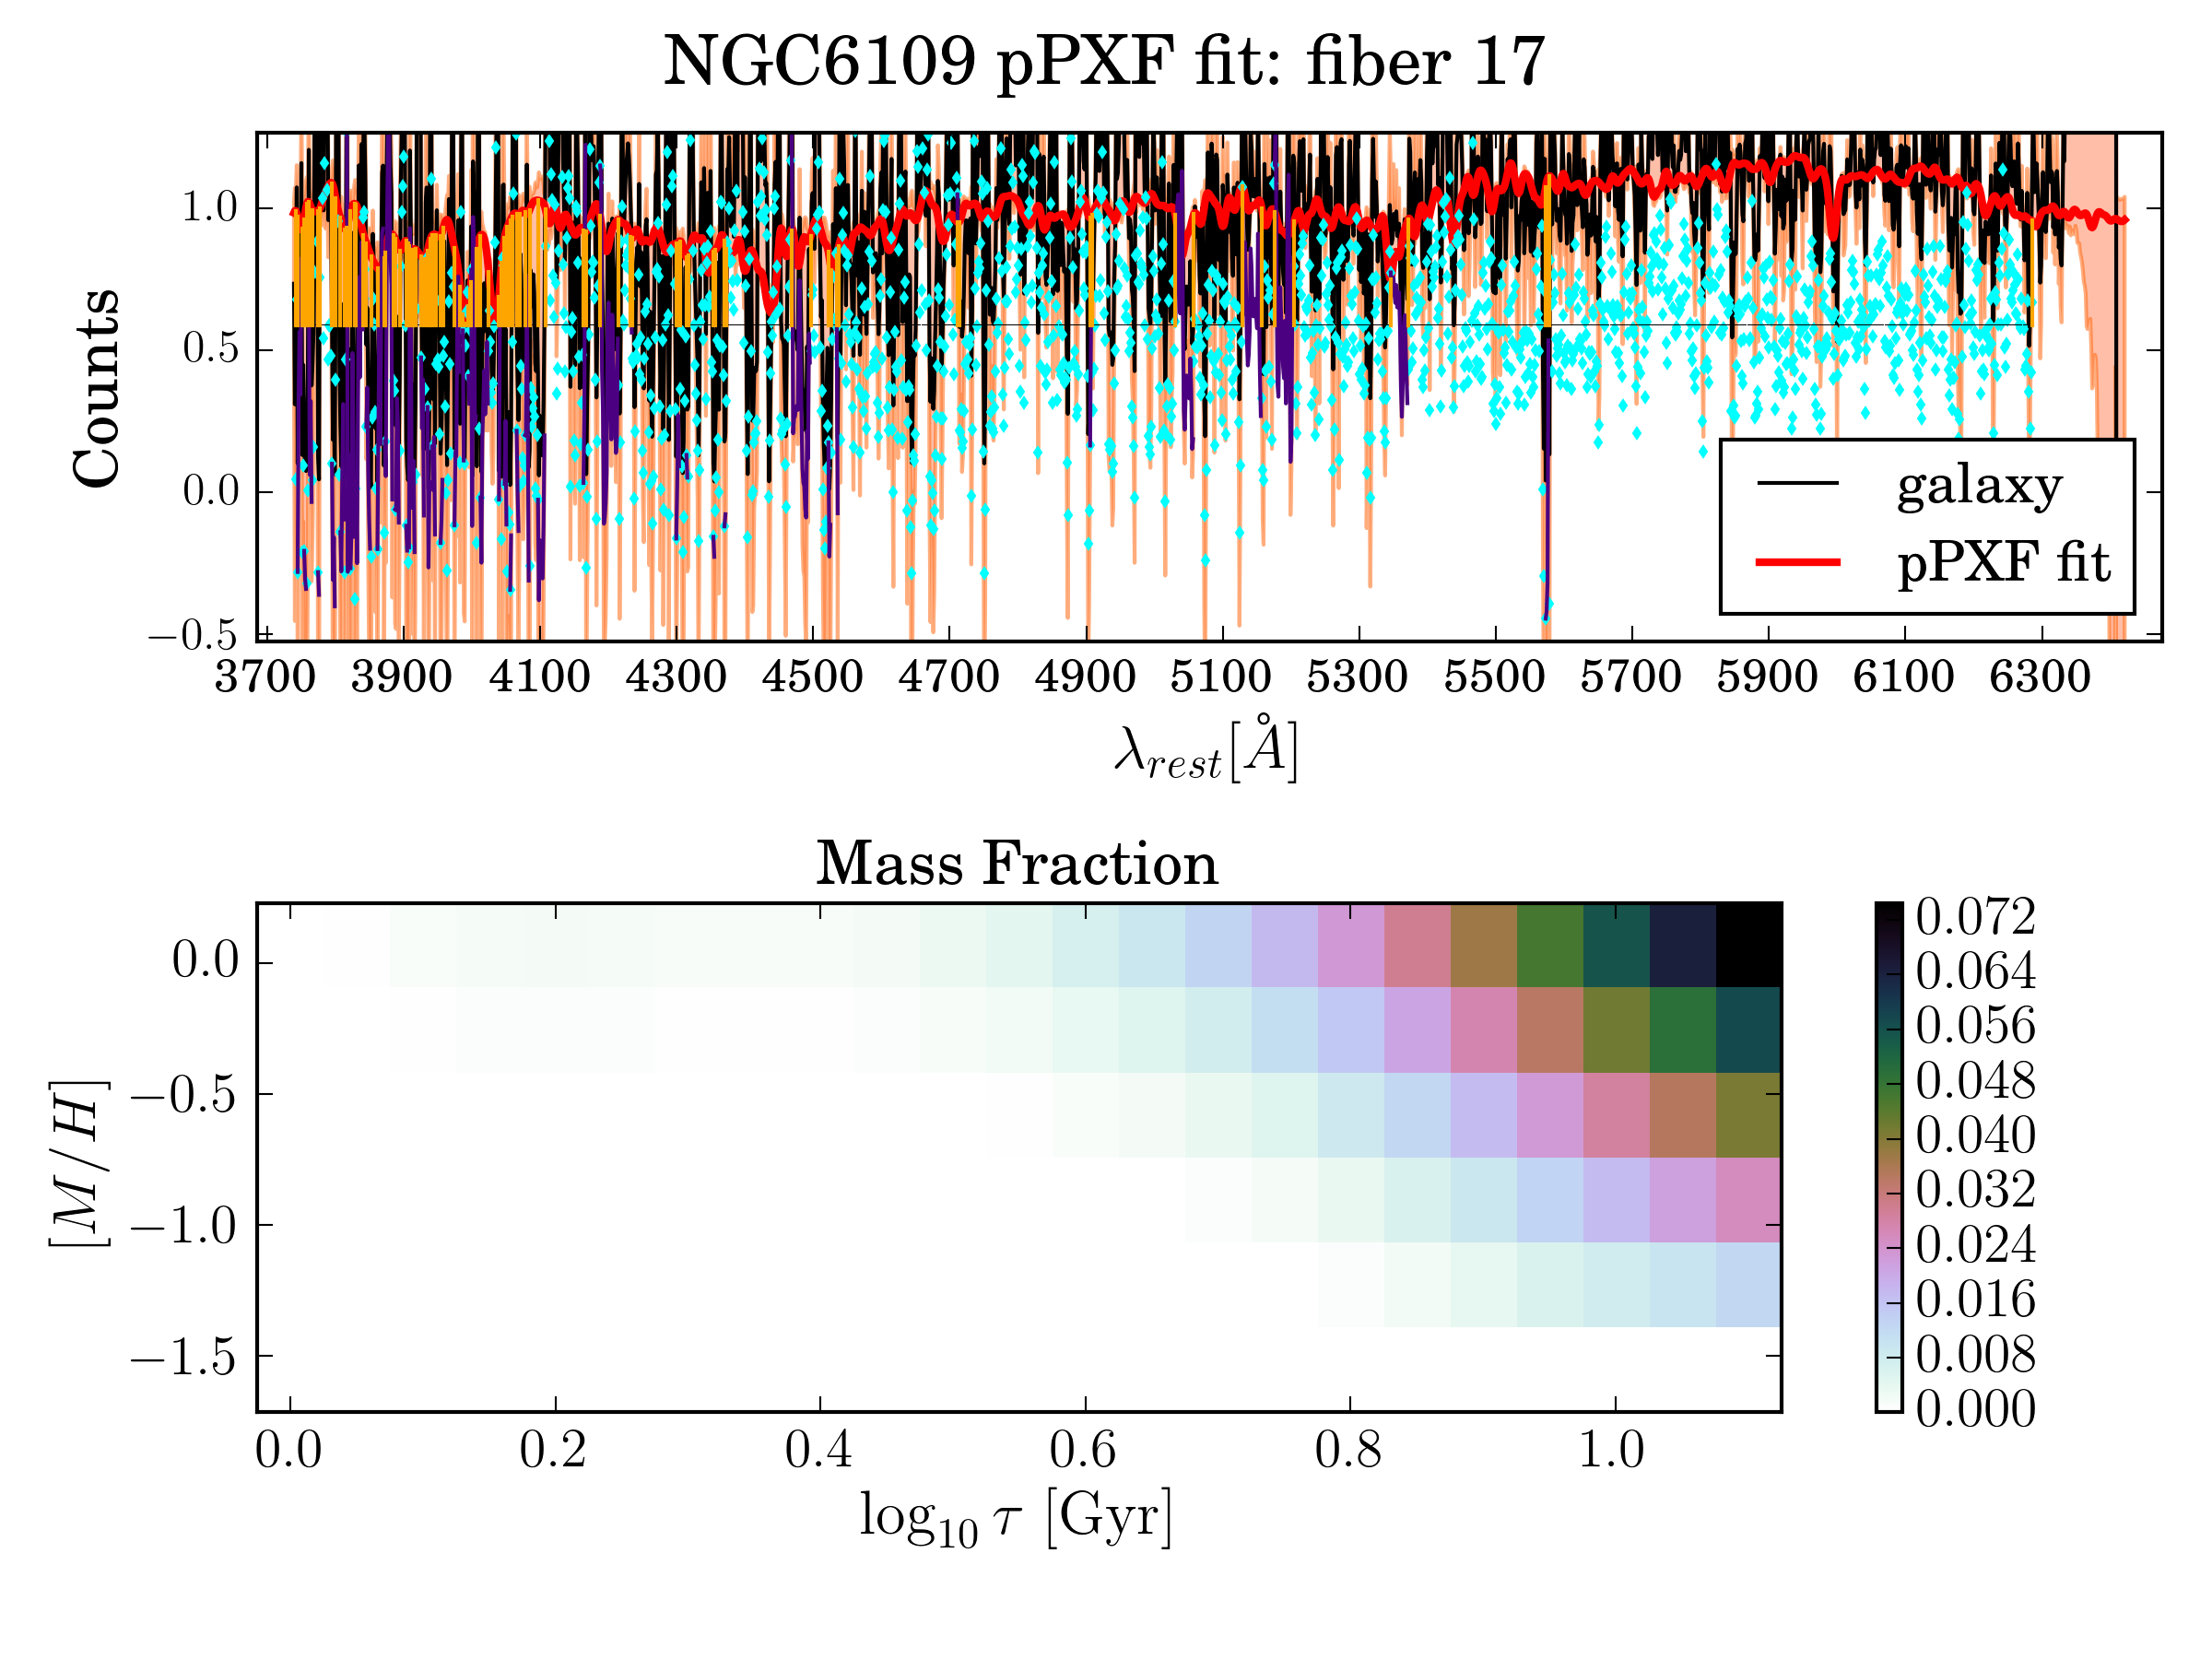 NGC6109 pPXF fit: fiber 17
1.0
0.5
0.0
−0.5
Counts
galaxy
pPXF fit
3700 3900 4100 4300 4500 4700 4900 5100 5300 5500 5700 5900 6100 6300
λrest[Å]
Mass Fraction
0.0
−0.5
−1.0
−1.5
[M/H]
0.072
0.064
0.056
0.048
0.040
0.032
0.024
0.016
0.008
0.000
0.0 0.2 0.4 0.6 0.8 1.0
log10 τ [Gyr]